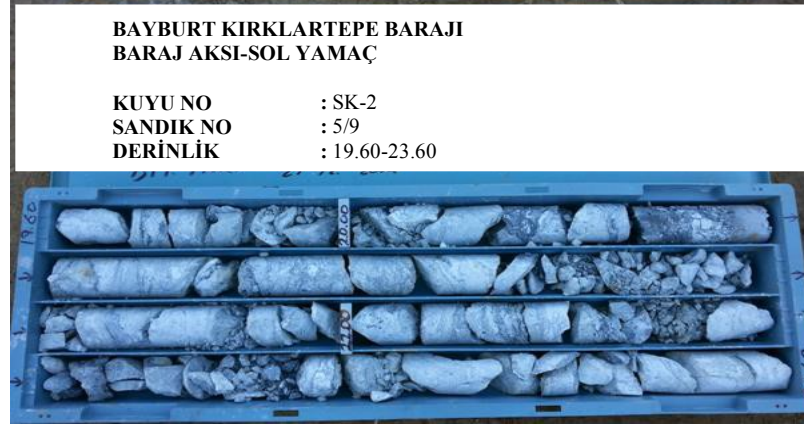 BAYBURT KIRKLARTEPE BARAJI
BARAJ AKSI-SOL YAMAÇ
KUYU NO : SK-2
SANDIK NO : 5/9
DERİNLİK : 19.60-23.60
19.60
20.00